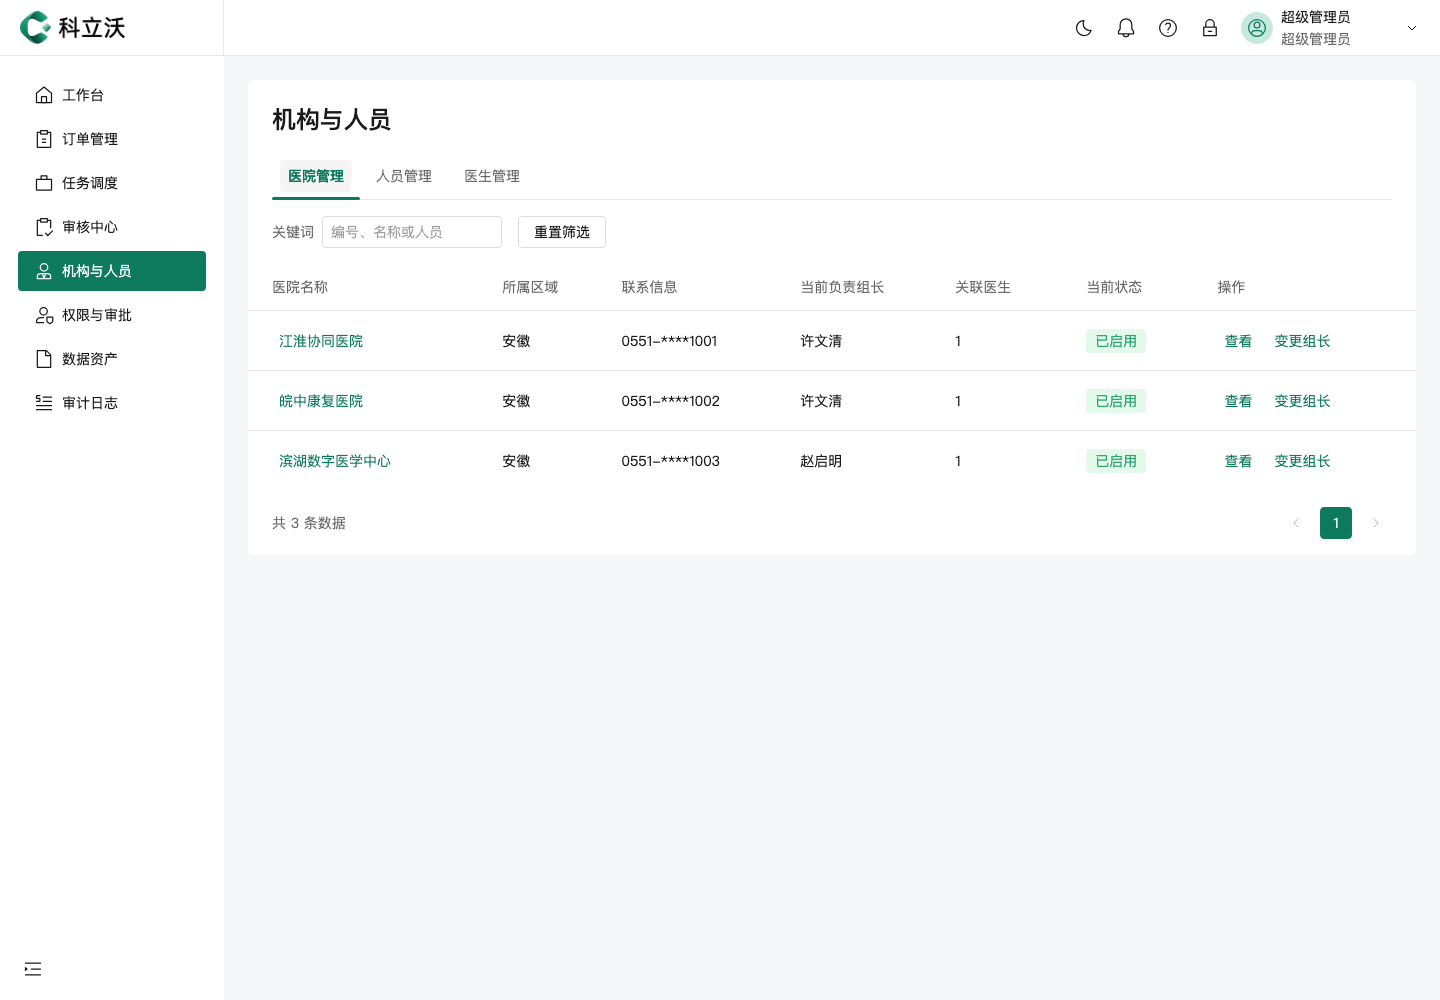 科立沃
超级管理员
超级管理员
工作台
订单管理
任务调度
审核中心
机构与人员
权限与审批
数据资产
审计日志
机构与人员
医院管理 人员管理 医生管理
关键词 编号、名称或人员 重置筛选
医院名称 所属区域 联系信息 当前负责组长 关联医生 当前状态 操作
江淮协同医院 安徽 0551-****1001 许文清 1 已启用 查看 变更组长
皖中康复医院 安徽 0551-****1002 许文清 1 已启用 查看 变更组长
滨湖数字医学中心 安徽 0551-****1003 赵启明 1 已启用 查看 变更组长
共 3 条数据 1